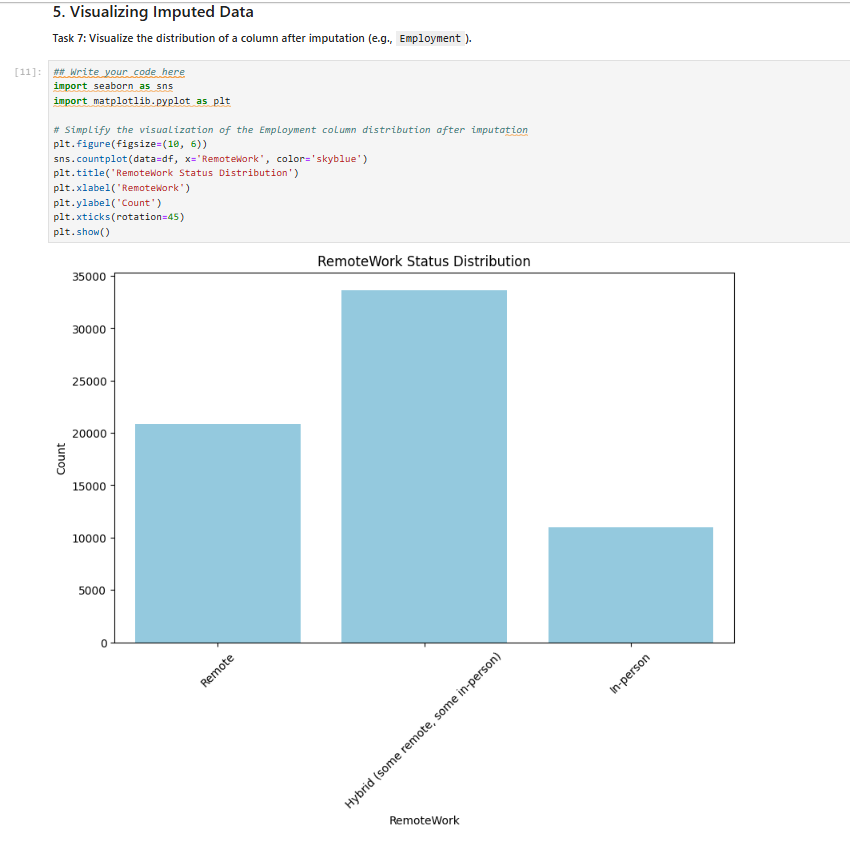 5. Visualizing Imputed Data
Task 7: Visualize the distribution of a column after imputation (e.g., Employment ).
[11]:
## Write your code here
import seaborn as sns
import matplotlib.pyplot as plt
# Simplify the visualization of the Employment column distribution after imputation
plt.figure(figsize=(10, 6))
sns.countplot(data=df, x='RemoteWork', color='skyblue')
plt.title('RemoteWork Status Distribution')
plt.xlabel('RemoteWork')
plt.ylabel('Count')
plt.xticks(rotation=45)
plt.show()
RemoteWork Status Distribution
35000
30000
25000
20000
15000
10000
5000
0
Count
Remote
Hybrid (some remote, some in-person)
In-person
RemoteWork